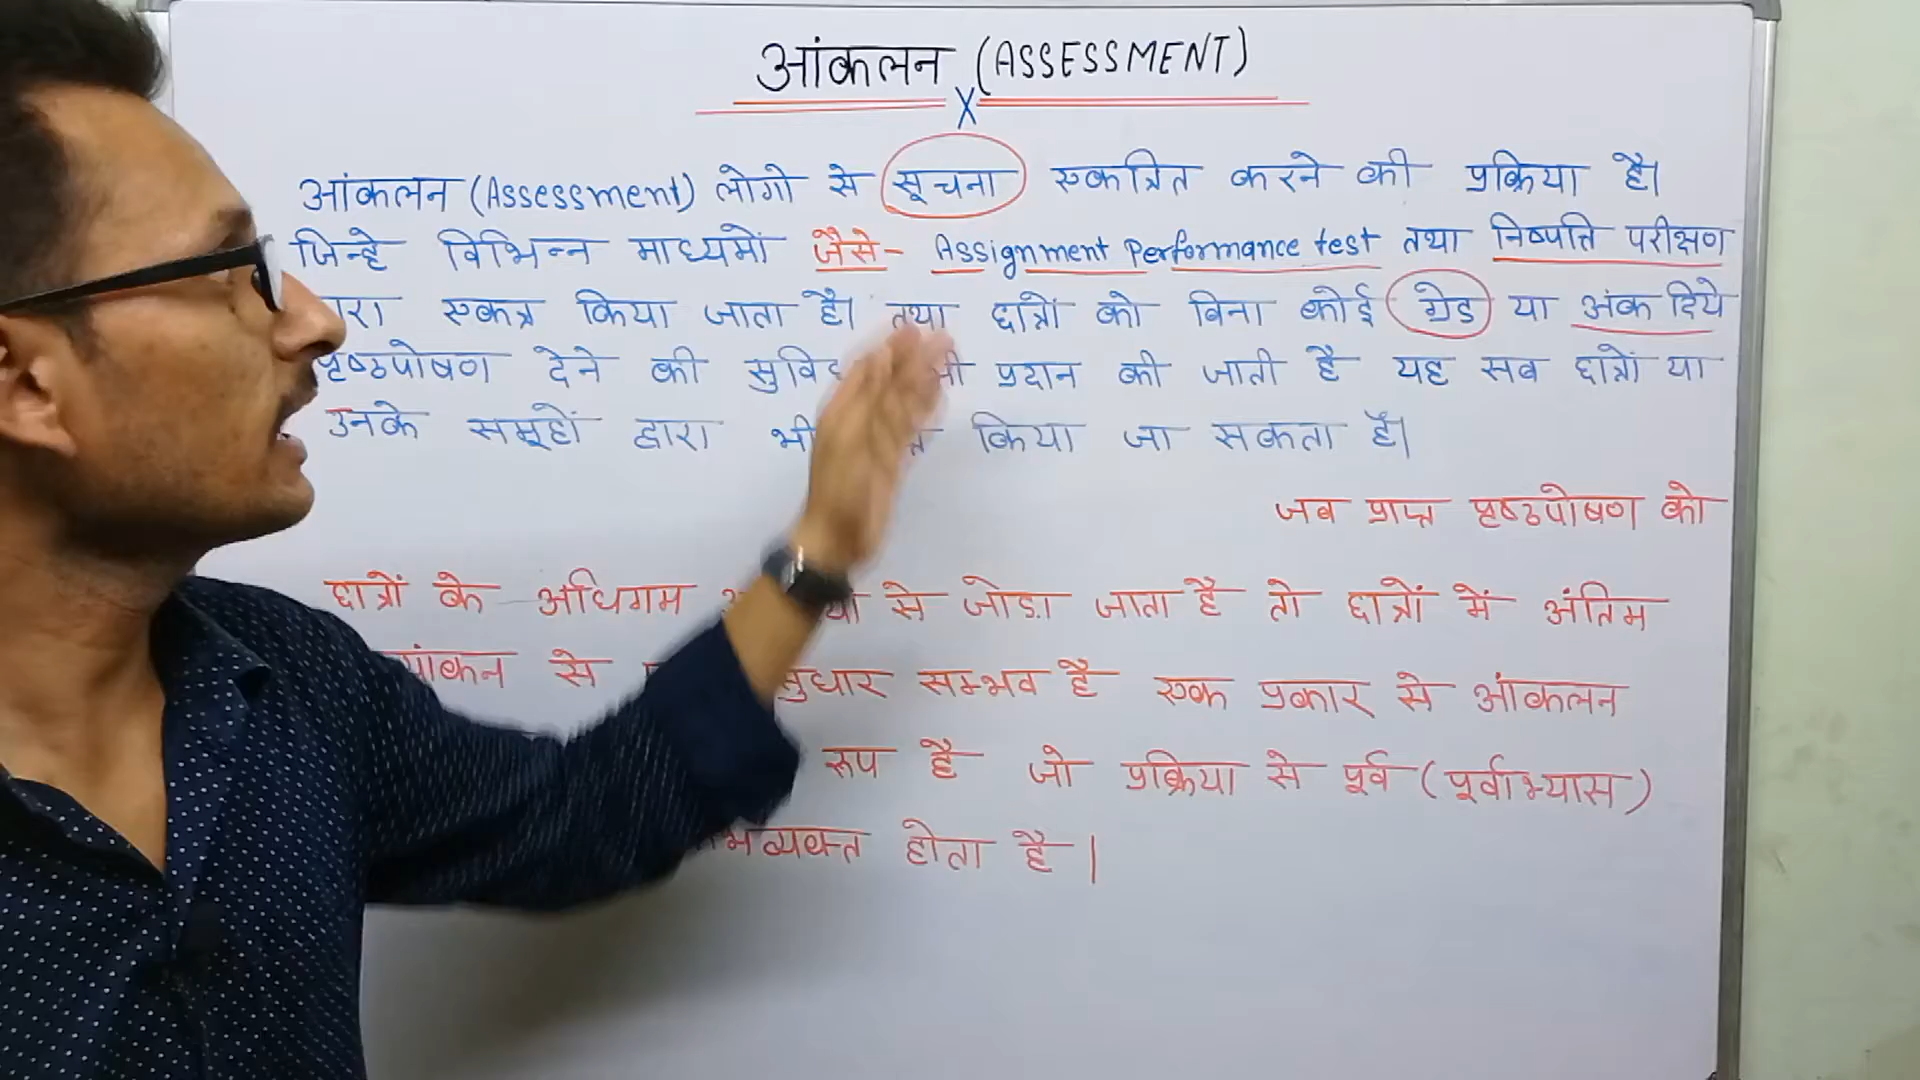 आंकलन (ASSESSMENT)
X
आंकलन (Assessment) लोगो से सूचना एकत्रित करने की प्रक्रिया है।
जिन्हे विभिन्न माध्यमों जैसे- Assignment Performance test तथा निष्पत्ति परीक्षण
एकत्र किया जाता है। तथा छात्रों को बिना कोई ग्रेड या अंक दिये
पृष्ठपोषण देने की प्रदान की जाती है यह सब छात्रों या
उनके समूहों द्वारा भी किया जा सकता है।
जब प्राप्त पृष्ठपोषण को
छात्रों के अधिगम से जोड़ा जाता है तो छात्रों में अंतिम
से सुधार सम्भव है एक प्रकार से आंकलन
रूप है जो प्रक्रिया से पूर्व (पूर्वाभ्यास)
होता है |